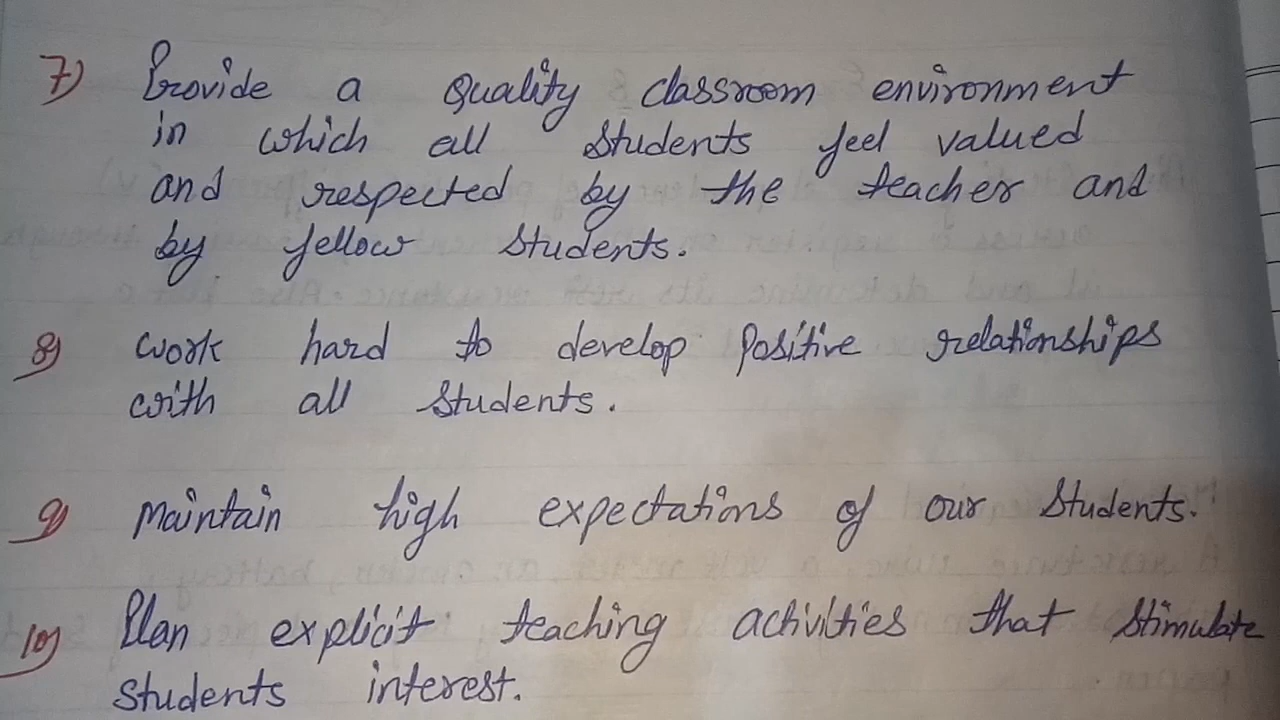 7) Provide a Quality classroom environment
in which all students feel valued
and respected by the teacher and
by fellow students.
8) work hard to develop Positive relationships
with all students.
9) Maintain high expectations of our students.
10) Plan explicit teaching activities that stimulate
students interest.